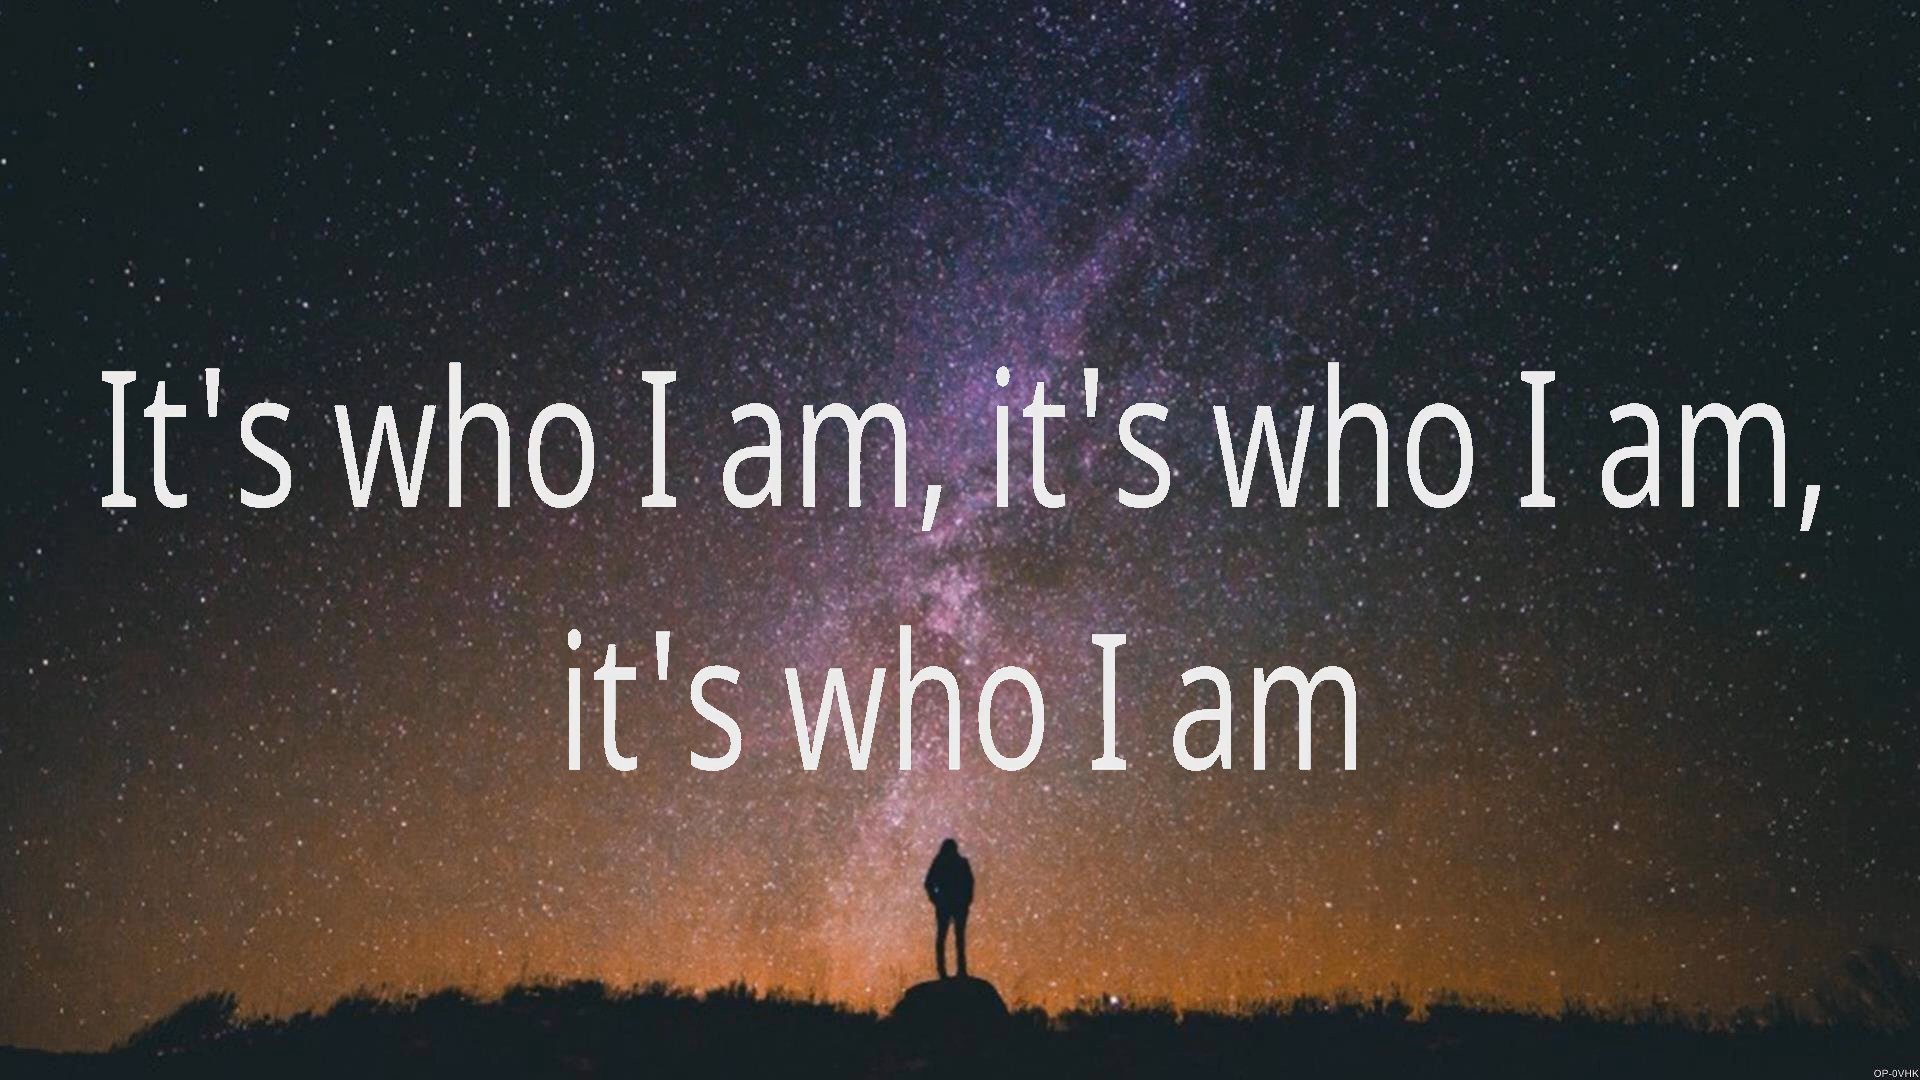 It's who I am, it's who I am,
it's who I am
OP-0VHK